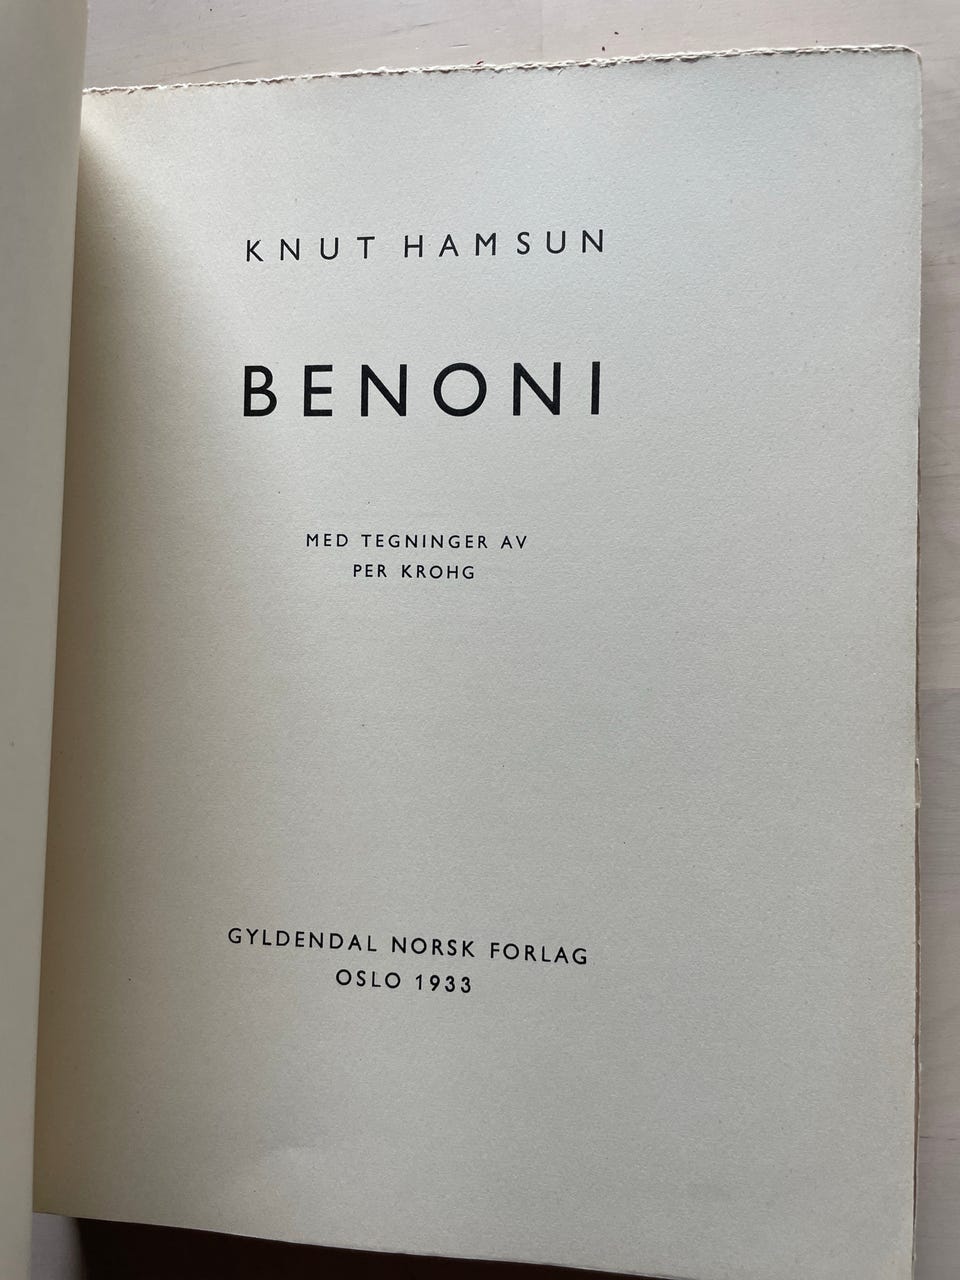 KNUT HAMSUN
BENONI
MED TEGNINGER AV
PER KROHG
GYLDENDAL NORSK FORLAG
OSLO 1933